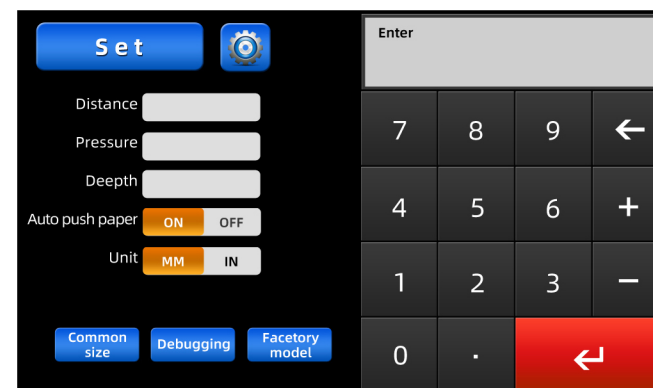 Set
Enter
Distance
Pressure
Deepth
Auto push paper ON OFF
Unit MM IN
Common
size
Debugging
Facetory
model
7 8 9 ←
4 5 6 +
1 2 3 −
0 .